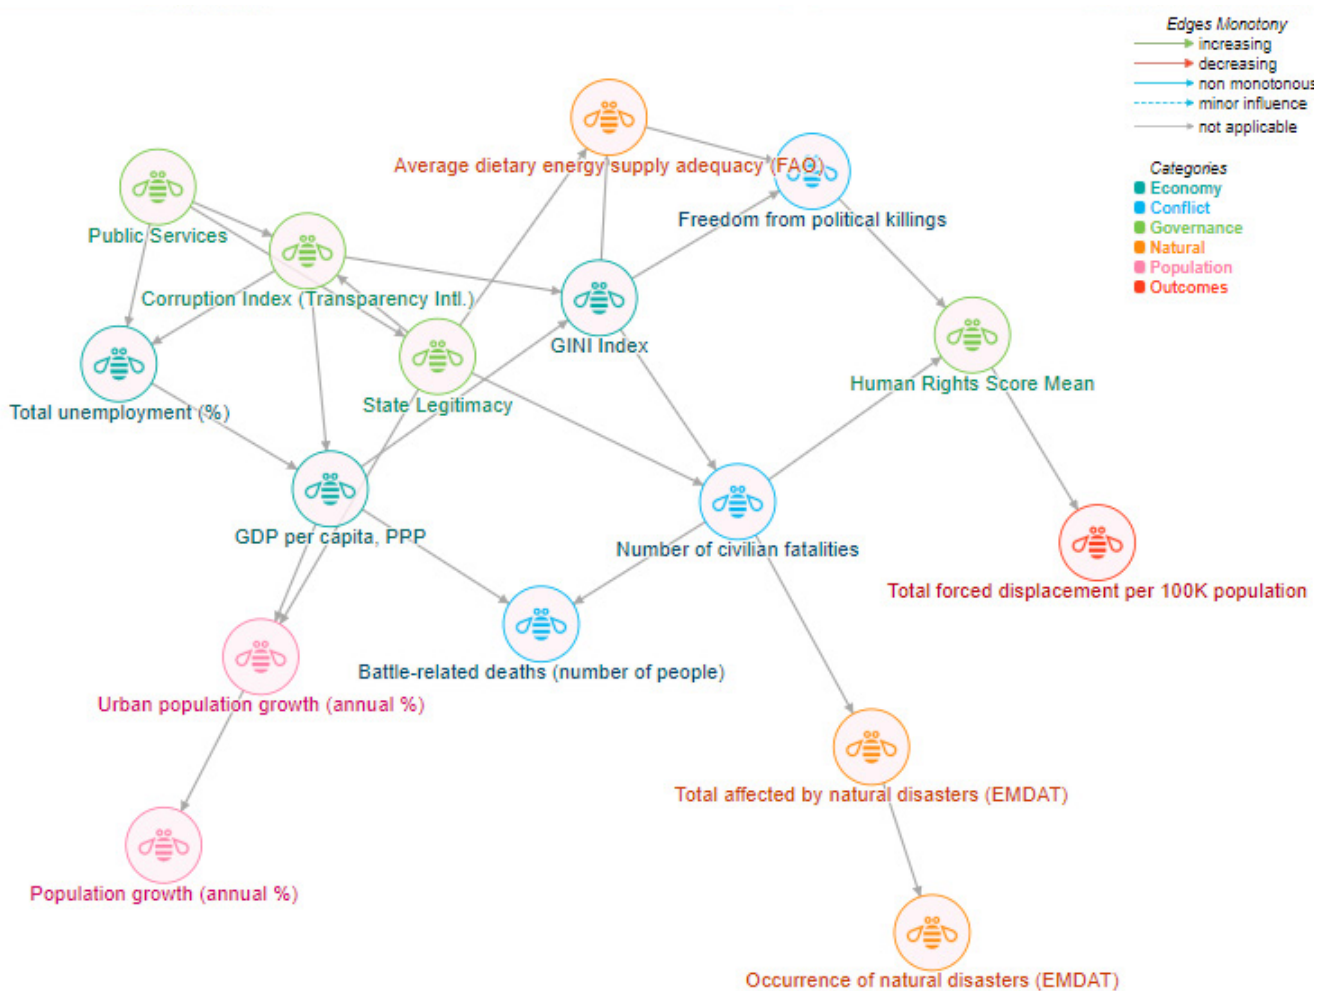 Edges Monotony
increasing
decreasing
non monotonous
minor influence
not applicable
Categories
Economy
Conflict
Governance
Natural
Population
Outcomes
Average dietary energy supply adequacy (FAO)
Freedom from political killings
Public Services
Corruption Index (Transparency Intl.)
GINI Index
Human Rights Score Mean
Total unemployment (%)
State Legitimacy
GDP per capita, PPP
Number of civilian fatalities
Total forced displacement per 100K population
Battle-related deaths (number of people)
Urban population growth (annual %)
Total affected by natural disasters (EMDAT)
Population growth (annual %)
Occurrence of natural disasters (EMDAT)